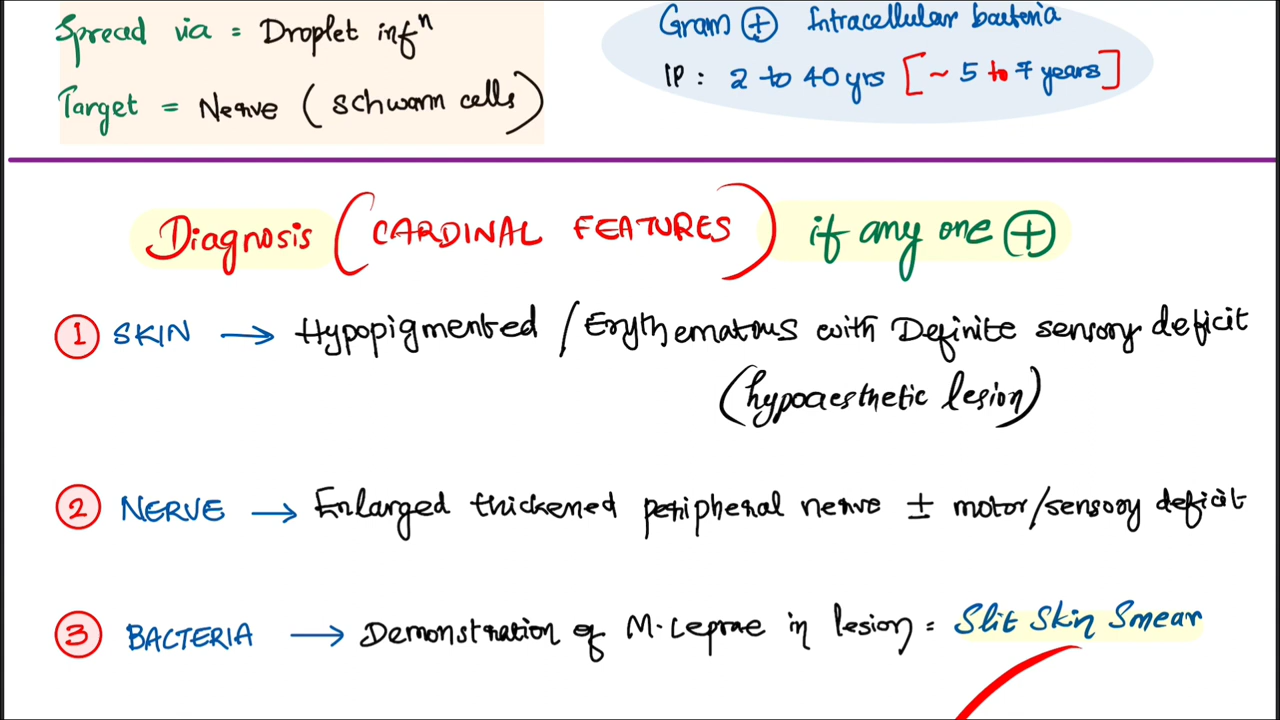 Spread via = Droplet infⁿ
Target = Nerve (schwann cells)
Gram ⊕ Intracellular bacteria
IP: 2 to 40 yrs [~ 5 to 7 years]
Diagnosis (CARDINAL FEATURES) if any one ⊕
① SKIN → Hypopigmented / Erythematous with Definite sensory deficit
(hypoaesthetic lesion)
② NERVE → Enlarged thickened peripheral nerve ± motor/sensory deficit
③ BACTERIA → Demonstration of M. Leprae in lesion = Slit Skin Smear